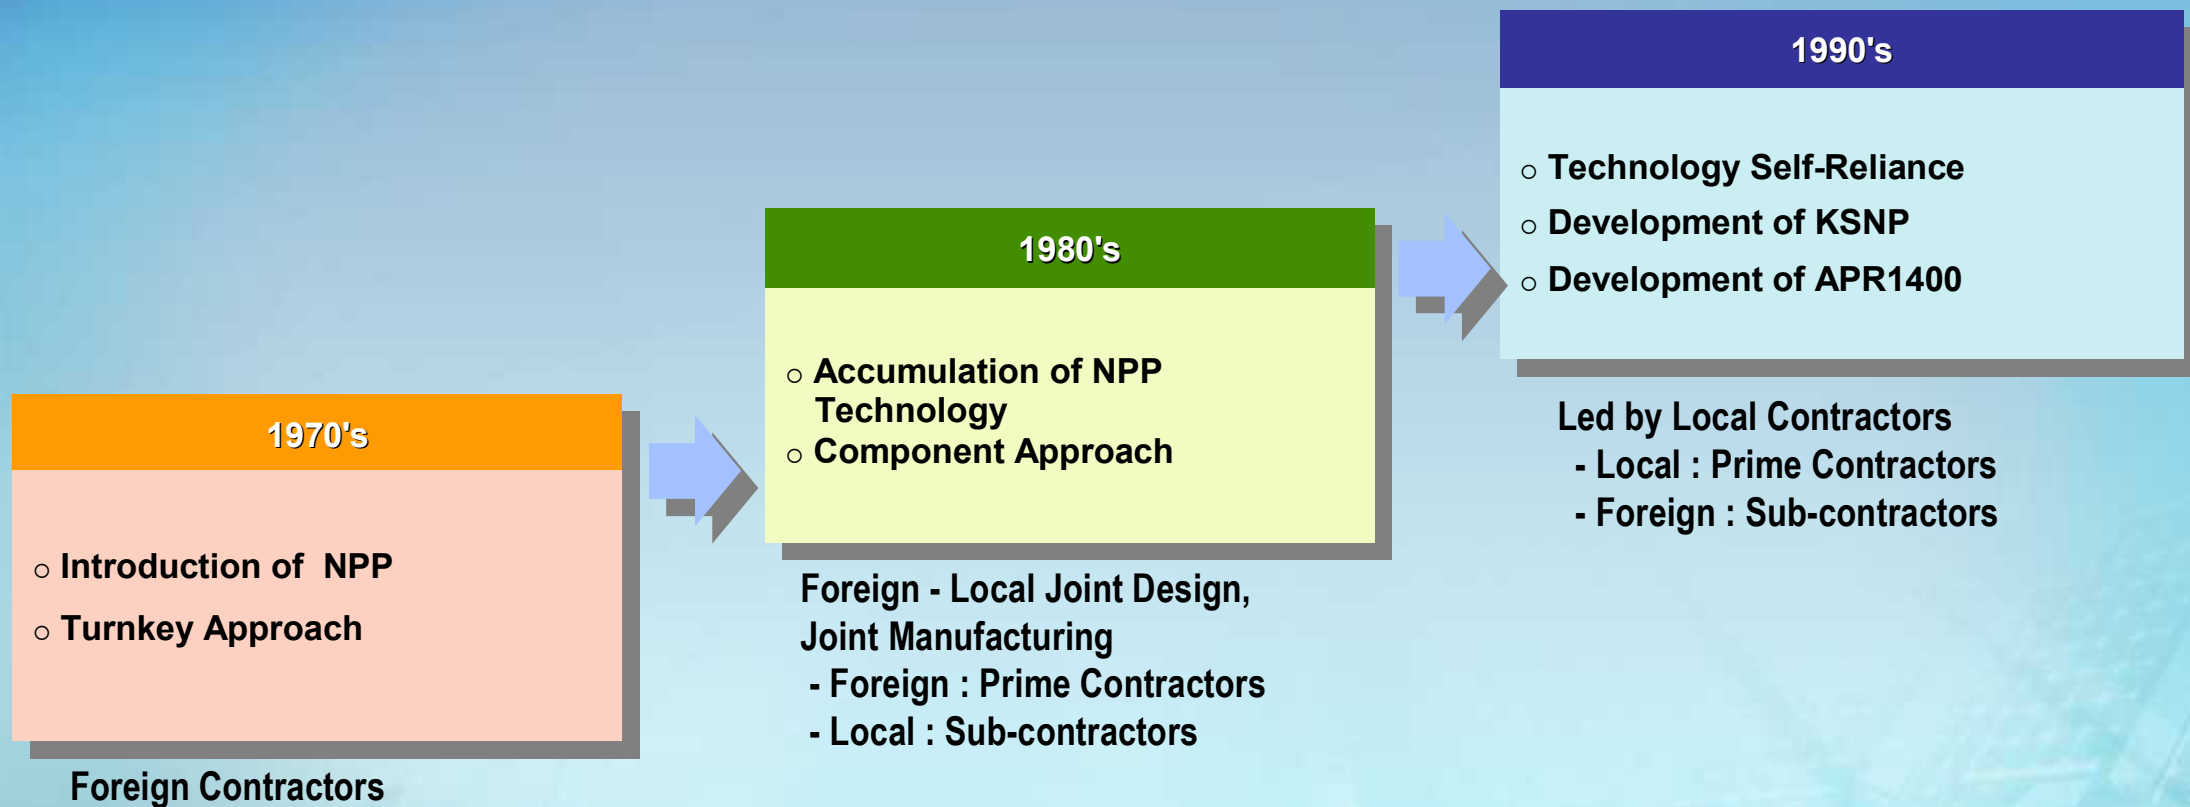 1970's
○ Introduction of  NPP
○ Turnkey Approach
Foreign Contractors
1980's
○ Accumulation of NPP
Technology
○ Component Approach
Foreign - Local Joint Design,
Joint Manufacturing
- Foreign : Prime Contractors
- Local : Sub-contractors
1990's
○ Technology Self-Reliance
○ Development of KSNP
○ Development of APR1400
Led by Local Contractors
- Local : Prime Contractors
- Foreign : Sub-contractors